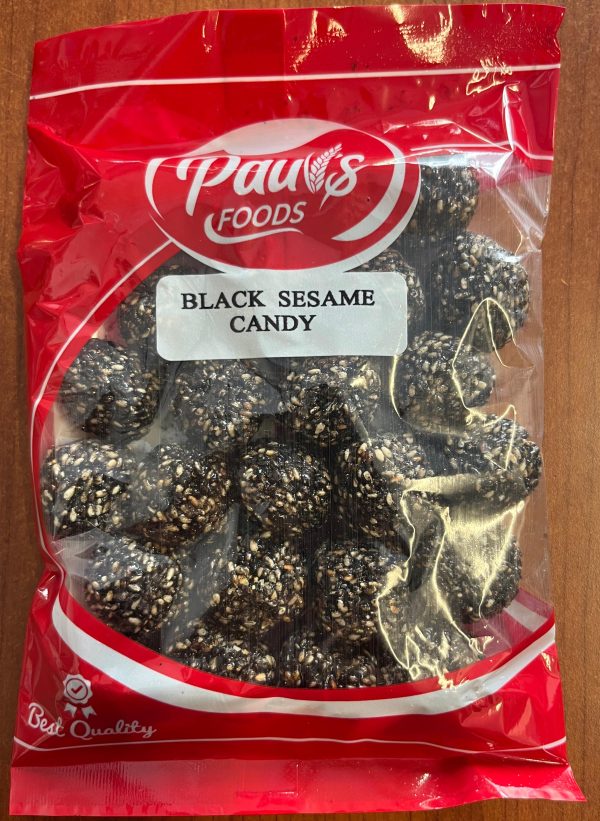 Paul's
FOODS
BLACK SESAME
CANDY
Best Quality